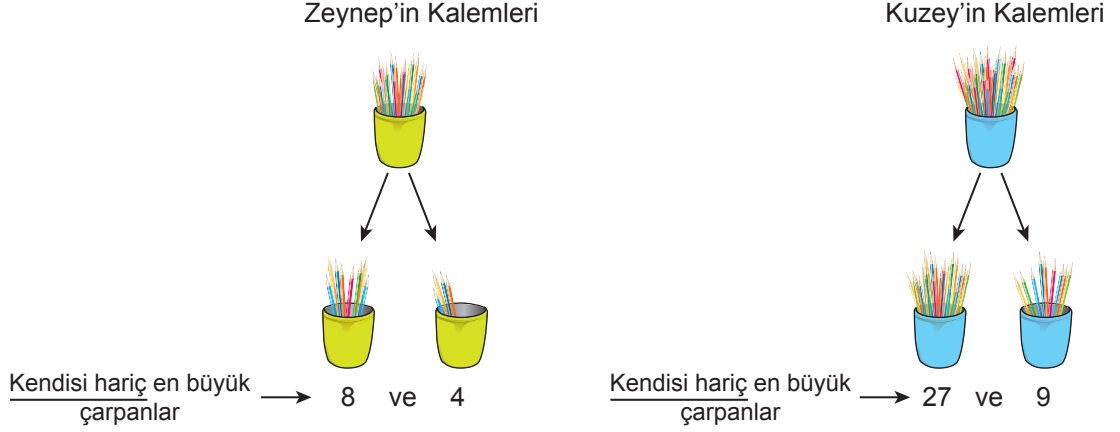 Zeynep’in Kalemleri
Kuzey’in Kalemleri
Kendisi hariç en büyük
çarpanlar
8 ve 4
Kendisi hariç en büyük
çarpanlar
27 ve 9